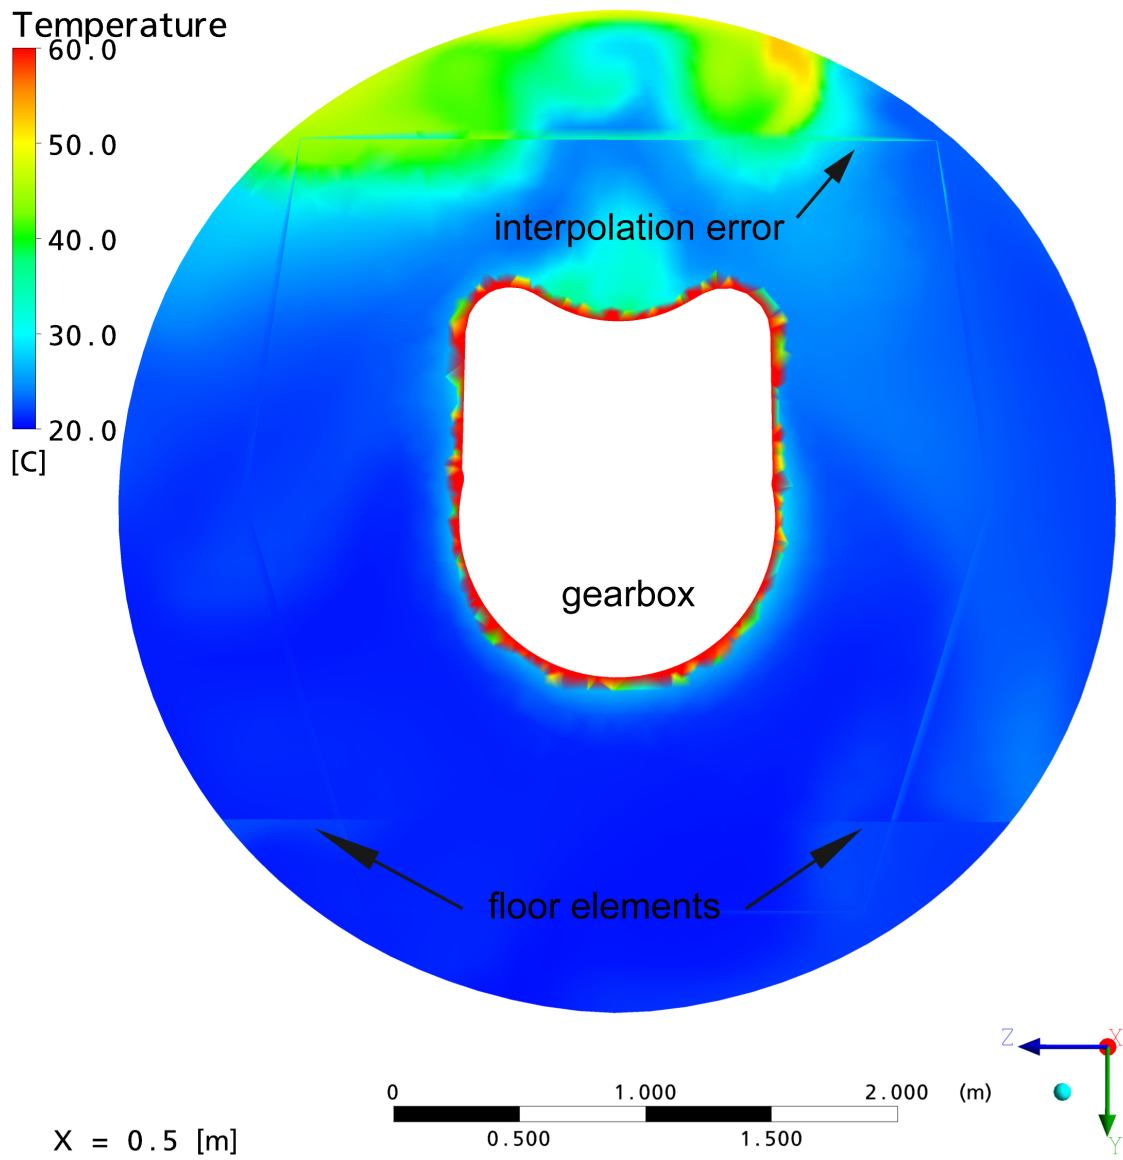 Temperature
60.0
50.0
40.0
30.0
20.0
[C]
interpolation error
gearbox
floor elements
0 1.000 2.000 (m)
0.500 1.500
X = 0.5 [m]
Z X
Y